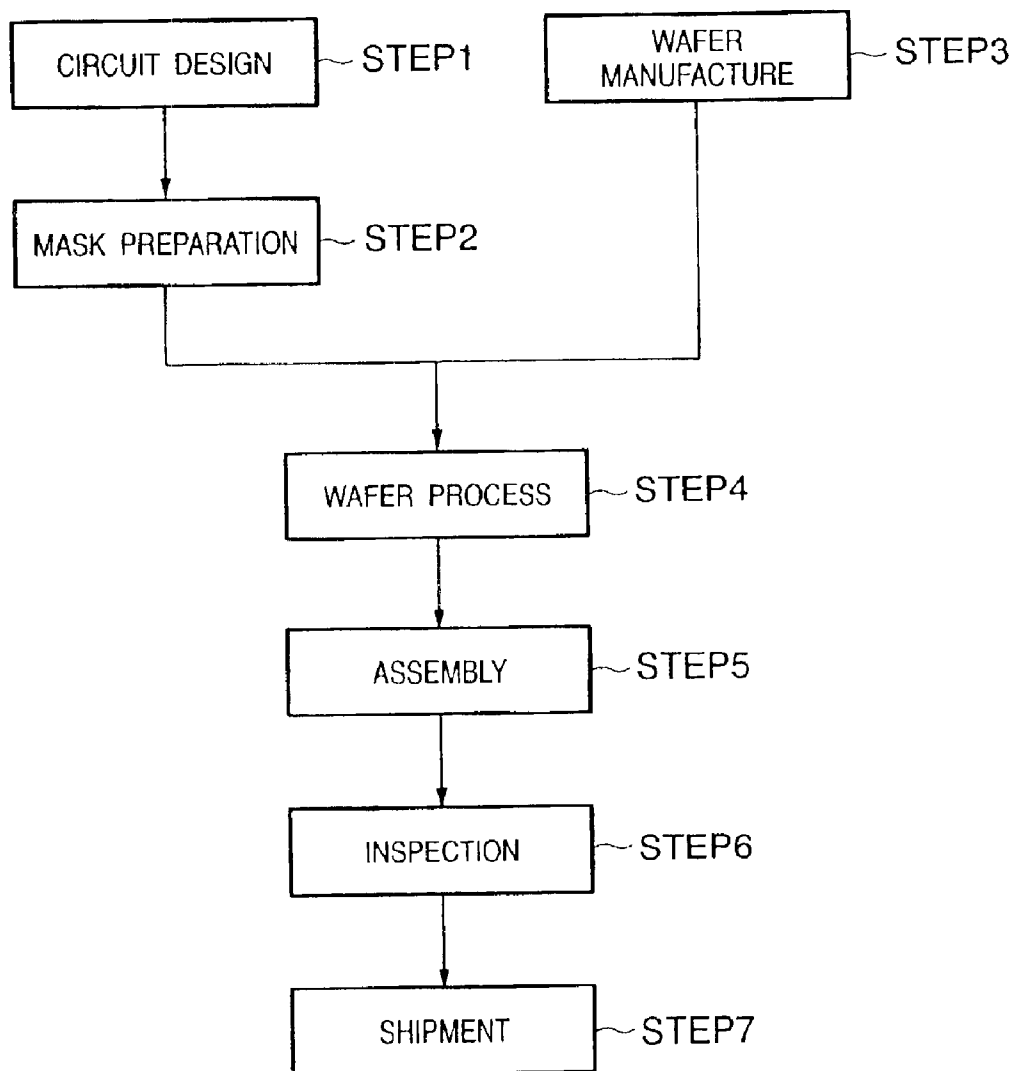 CIRCUIT DESIGN
STEP1
WAFER
MANUFACTURE
STEP3
MASK PREPARATION
STEP2
WAFER PROCESS
STEP4
ASSEMBLY
STEP5
INSPECTION
STEP6
SHIPMENT
STEP7